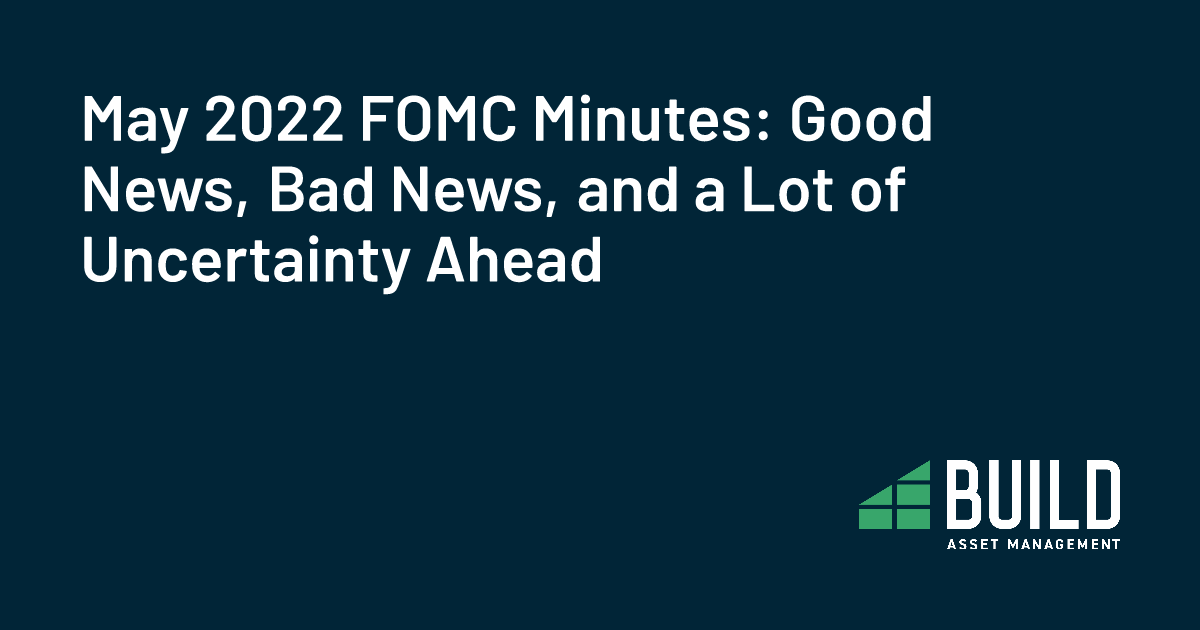 May 2022 FOMC Minutes: Good
News, Bad News, and a Lot of
Uncertainty Ahead
BUILD
ASSET MANAGEMENT